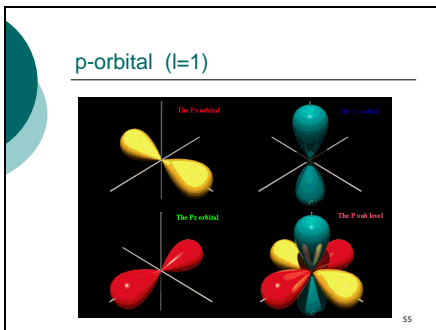 p-orbital (l=1)
The Px orbital
The Pz orbital
The P sub level
55